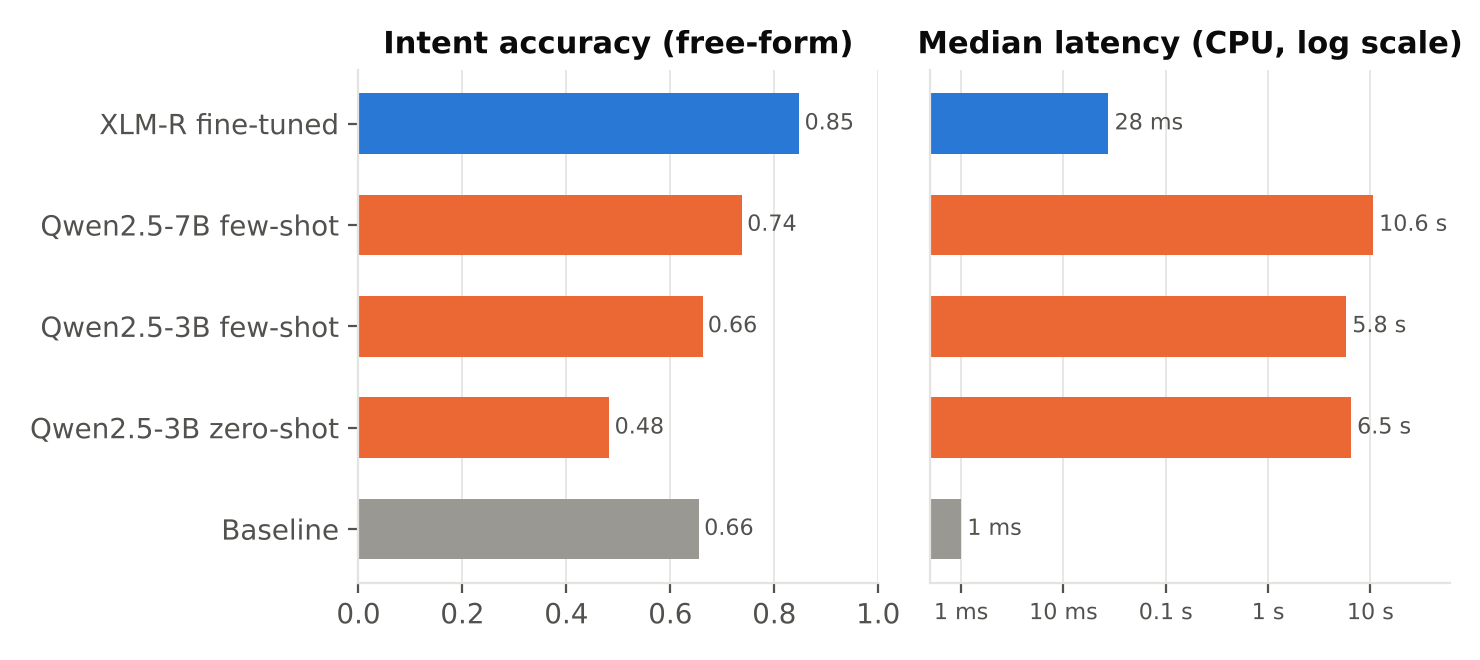 Intent accuracy (free-form)
Median latency (CPU, log scale)
XLM-R fine-tuned
0.85
28 ms
Qwen2.5-7B few-shot
0.74
10.6 s
Qwen2.5-3B few-shot
0.66
5.8 s
Qwen2.5-3B zero-shot
0.48
6.5 s
Baseline
0.66
1 ms
0.0 0.2 0.4 0.6 0.8 1.0
1 ms 10 ms 0.1 s 1 s 10 s